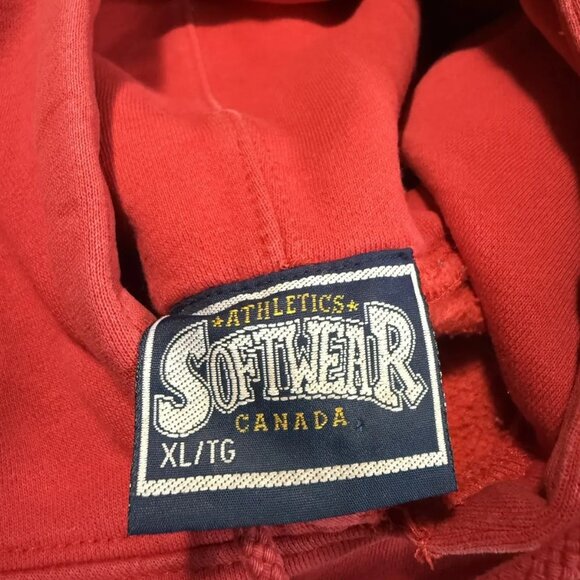 *ATHLETICS*
SOFTWEAR
CANADA
XL/TG